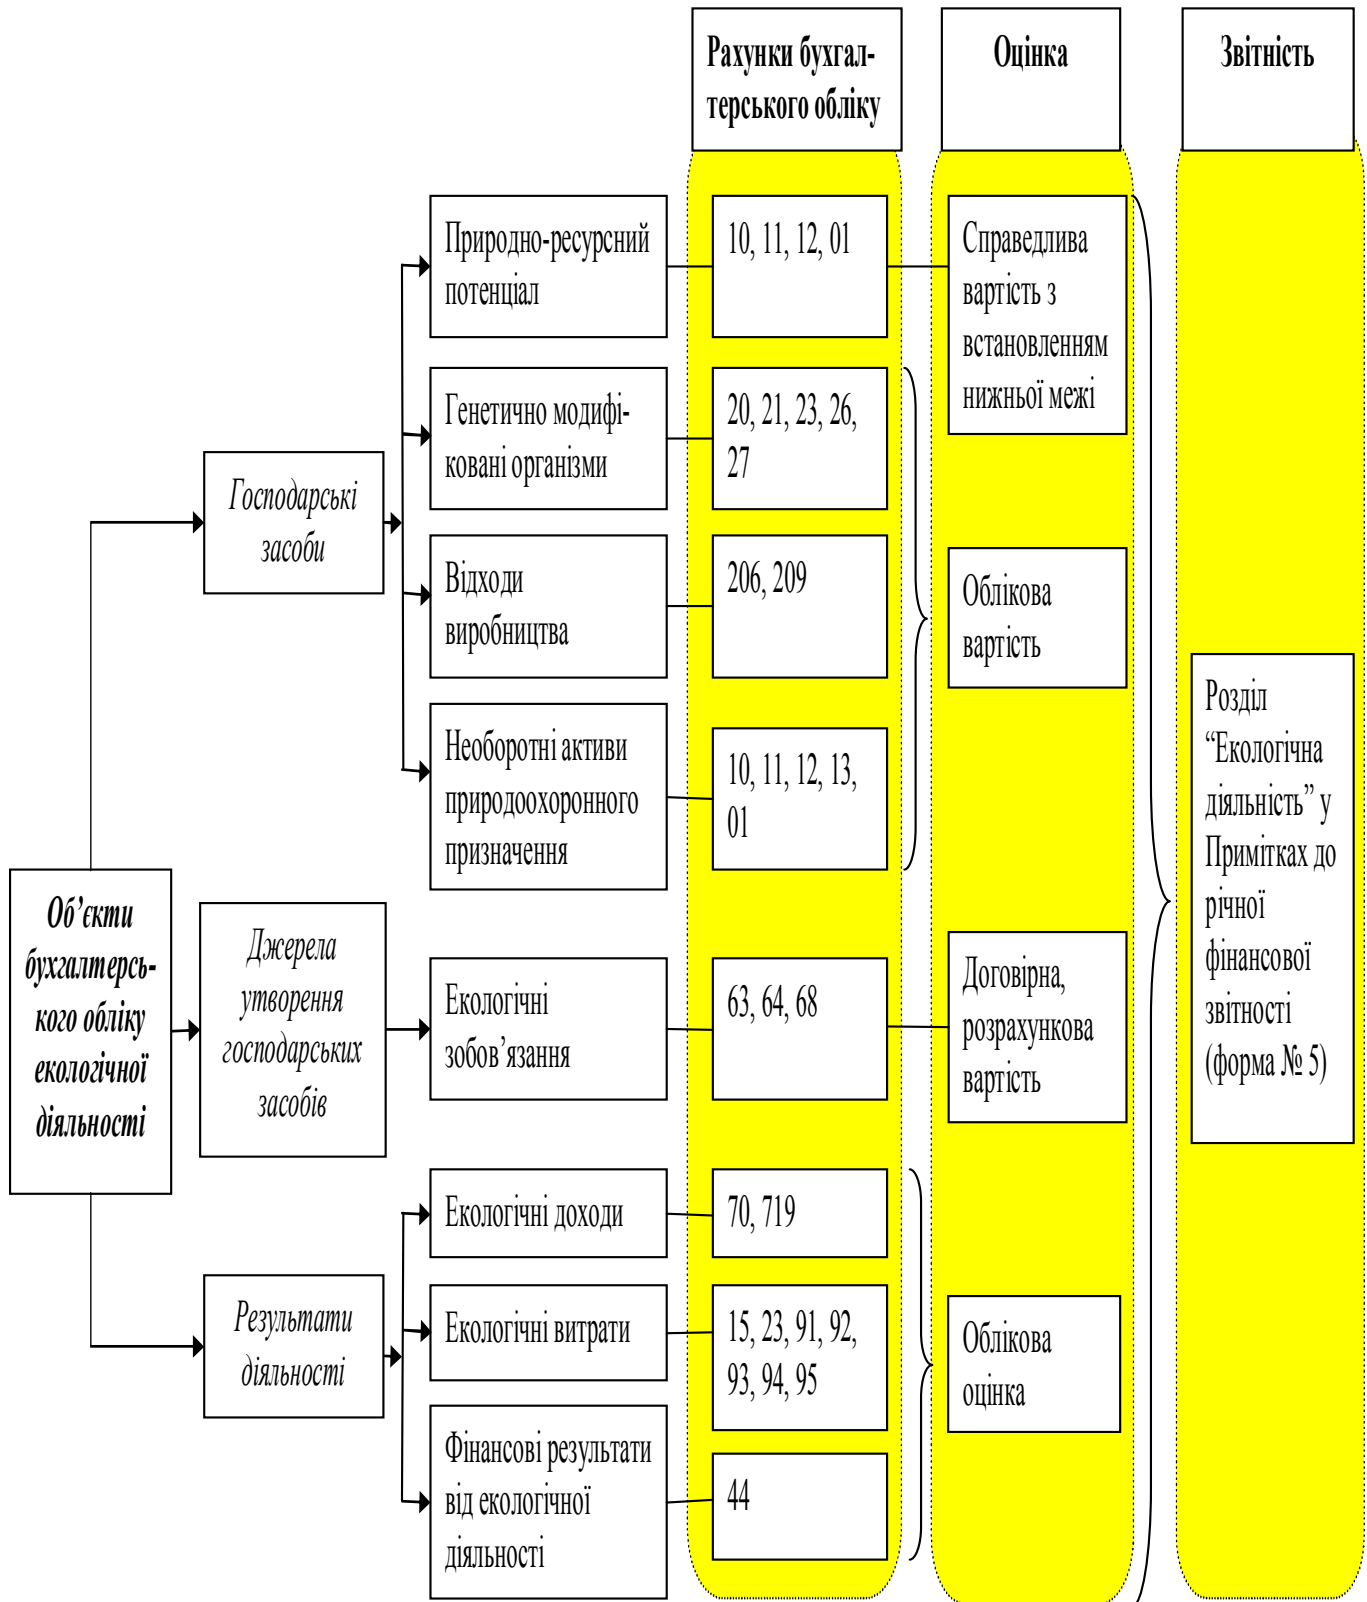 Рахунки бухгал-
терського обліку
Оцінка
Звітність
Природно-ресурсний
потенціал
10, 11, 12, 01
Справедлива
вартість з
встановленням
нижньої межі
Генетично модифі-
ковані організми
20, 21, 23, 26,
27
Господарські
засоби
Відходи
виробництва
206, 209
Облікова
вартість
Необоротні активи
природоохоронного
призначення
10, 11, 12, 13,
01
Розділ
“Екологічна
діяльність” у
Примітках до
річної
фінансової
звітності
(форма № 5)
Об’єкти
бухгалтерсь-
кого обліку
екологічної
діяльності
Джерела
утворення
господарських
засобів
Екологічні
зобов’язання
63, 64, 68
Договірна,
розрахункова
вартість
Екологічні доходи
70, 719
Результати
діяльності
Екологічні витрати
15, 23, 91, 92,
93, 94, 95
Облікова
оцінка
Фінансові результати
від екологічної
діяльності
44